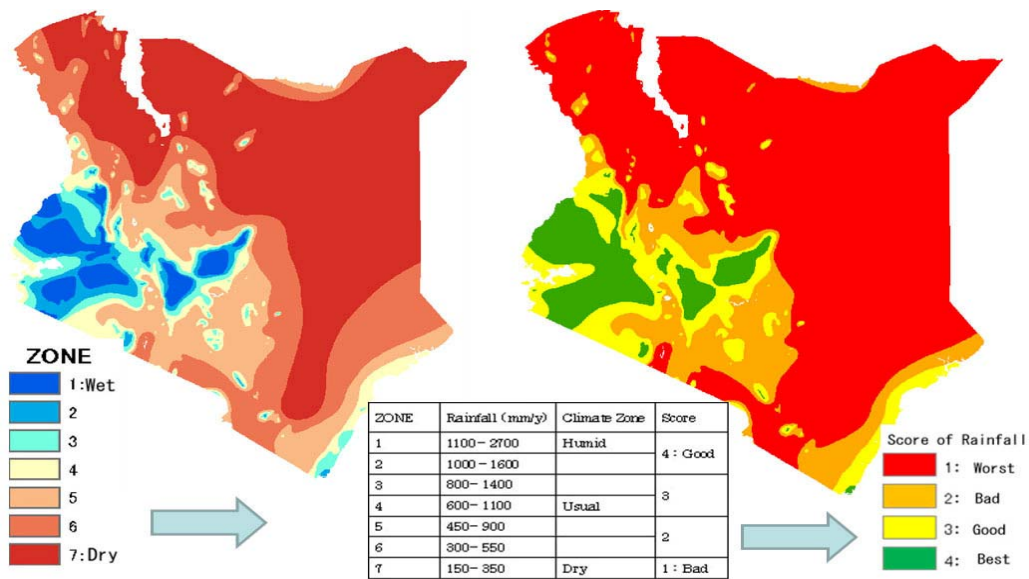 ZONE
1:Wet
2
3
4
5
6
7:Dry
ZONE Rainfall (mm/y) Climate Zone Score
1 1100-2700 Humid 4: Good
2 1000-1600
3 800-1400 3
4 600-1100 Usual
5 450-900 2
6 300-550
7 150-350 Dry 1: Bad
Score of Rainfall
1: Worst
2: Bad
3: Good
4: Best